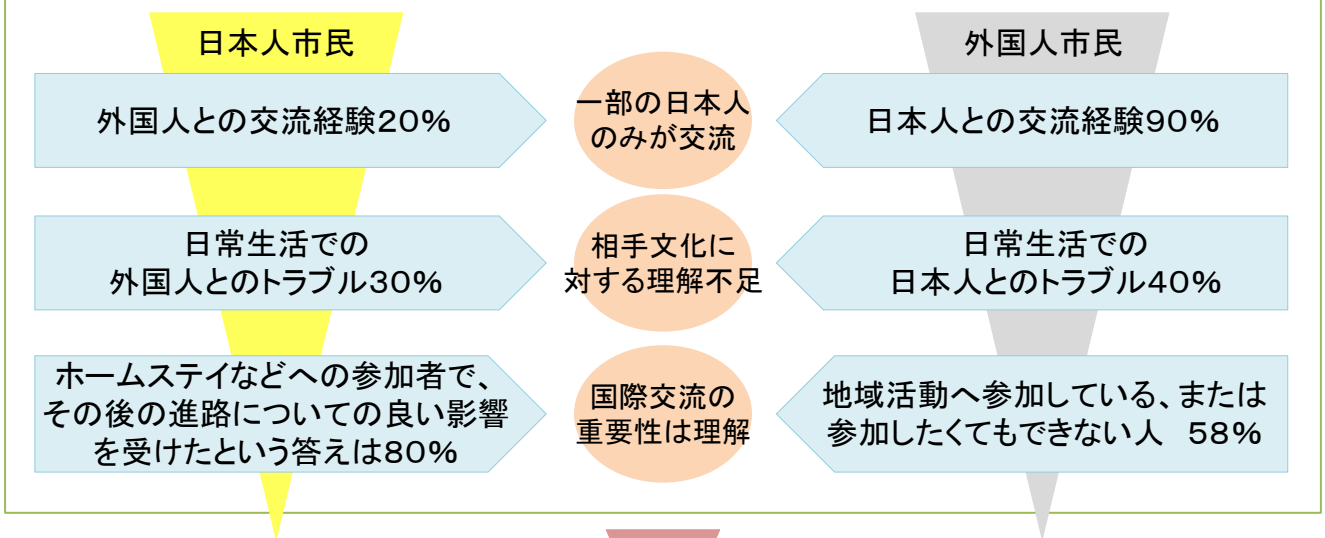 日本人市民
外国人市民
外国人との交流経験20%
一部の日本人
のみが交流
日本人との交流経験90%
日常生活での
外国人とのトラブル30%
相手文化に
対する理解不足
日常生活での
日本人とのトラブル40%
ホームステイなどへの参加者で、
その後の進路についての良い影響
を受けたという答えは80%
国際交流の
重要性は理解
地域活動へ参加している、または
参加したくてもできない人　58%